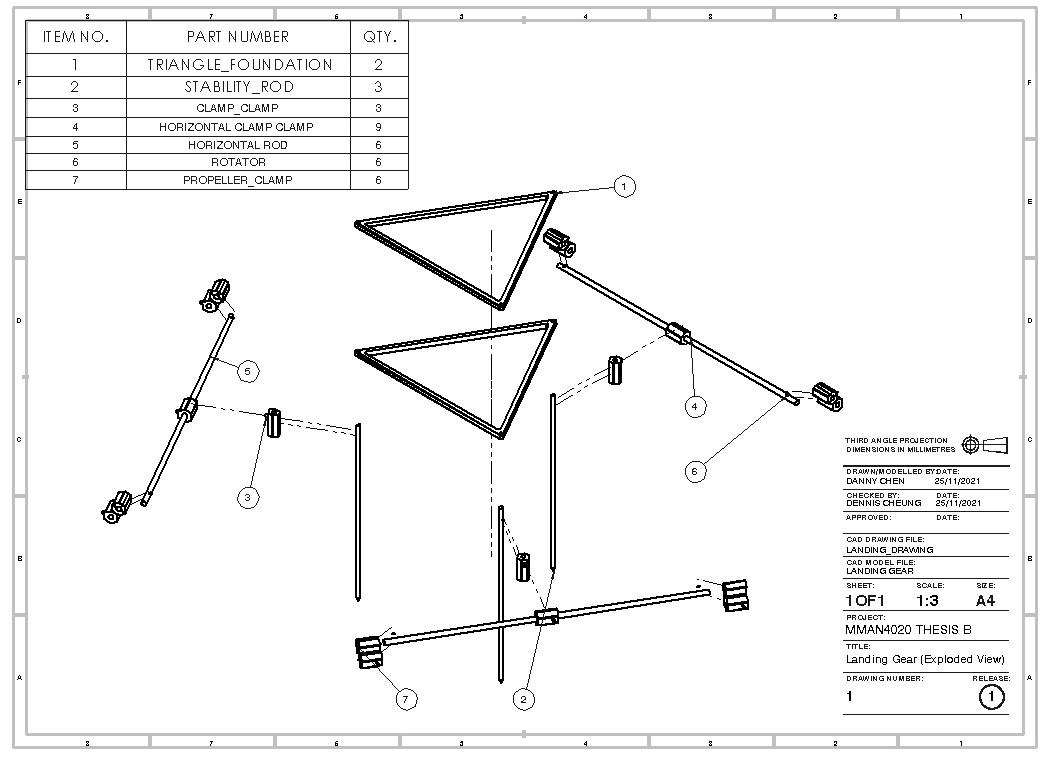 8 7 6 5 4 3 2 1
ITEM NO. PART NUMBER QTY.
1 TRIANGLE_FOUNDATION 2
2 STABILITY_ROD 3
3 CLAMP_CLAMP 3
4 HORIZONTAL CLAMP CLAMP 9
5 HORIZONTAL ROD 6
6 ROTATOR 6
7 PROPELLER_CLAMP 6
F F
E E
1
D D
5
4
C C
6
3
THIRD ANGLE PROJECTION
DIMENSIONS IN MILLIMETRES
DRAWN/MODELLED BY: DATE:
DANNY CHEN 25/11/2021
CHECKED BY: DATE:
DENNIS CHEUNG 25/11/2021
APPROVED: DATE:
CAD DRAWING FILE:
LANDING_DRAWING
B B
CAD MODEL FILE:
LANDING GEAR
SHEET: SCALE: SIZE:
1 OF 1 1:3 A4
PROJECT:
MMAN4020 THESIS B
TITLE:
Landing Gear (Exploded View)
A A
DRAWING NUMBER: RELEASE:
1 1
7 2
8 7 6 5 4 3 2 1